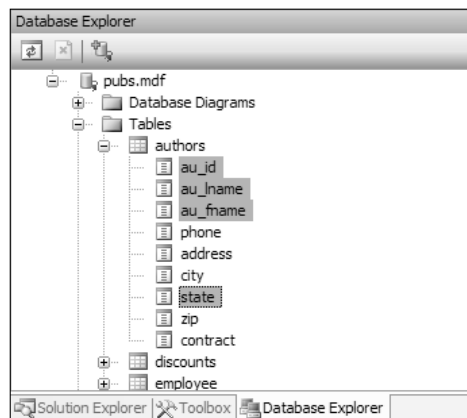 Database Explorer
pubs.mdf
Database Diagrams
Tables
authors
au_id
au_lname
au_fname
phone
address
city
state
zip
contract
discounts
employee
Solution Explorer Toolbox Database Explorer